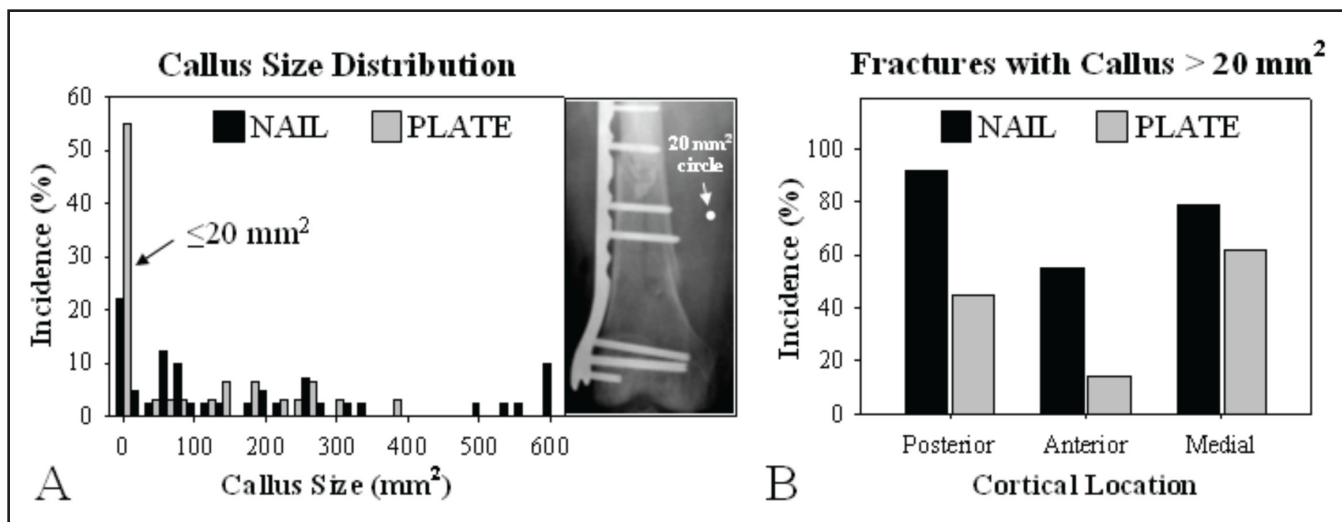 Callus Size Distribution
60
50
40
30
20
10
0
Incidence (%)
NAIL PLATE
≤20 mm²
20 mm²
circle
0 100 200 300 400 500 600
Callus Size (mm²)
A
Fractures with Callus > 20 mm²
100
80
60
40
20
0
Incidence (%)
NAIL PLATE
Posterior Anterior Medial
Cortical Location
B